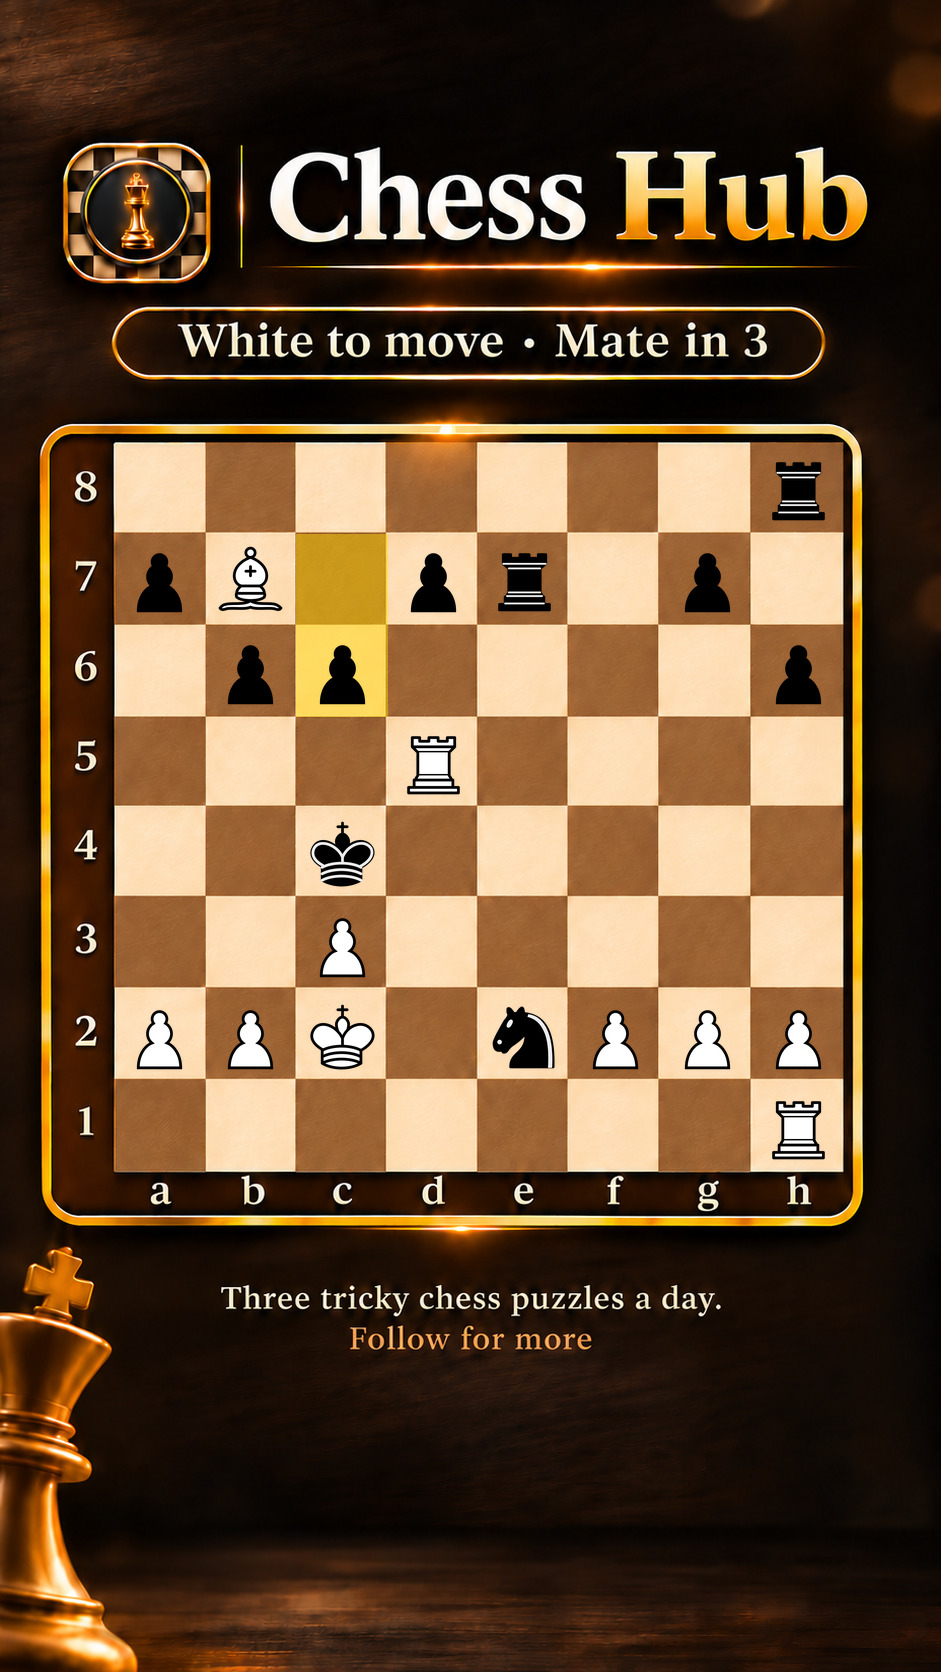 Chess Hub
White to move • Mate in 3
8
7
6
5
4
3
2
1
a b c d e f g h
Three tricky chess puzzles a day.
Follow for more